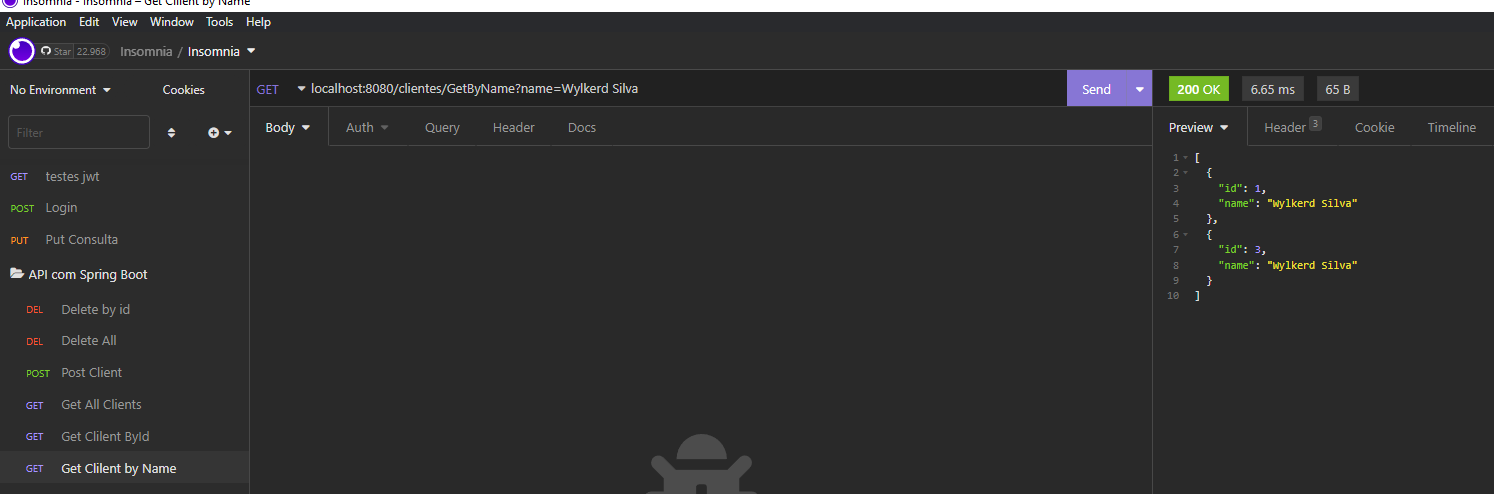 Insomnia - Insomnia – Get Clilent by Name
Application Edit View Window Tools Help
Star 22.968 Insomnia / Insomnia
No Environment Cookies
Filter
GET testes jwt
POST Login
PUT Put Consulta
API com Spring Boot
DEL Delete by id
DEL Delete All
POST Post Client
GET Get All Clients
GET Get Clilent ById
GET Get Clilent by Name
GET localhost:8080/clientes/GetByName?name=Wylkerd Silva Send
Body Auth Query Header Docs
200 OK 6.65 ms 65 B
Preview Header 3 Cookie Timeline
1 [
2 {
3 "id": 1,
4 "name": "Wylkerd Silva"
5 },
6 {
7 "id": 3,
8 "name": "Wylkerd Silva"
9 }
10 ]